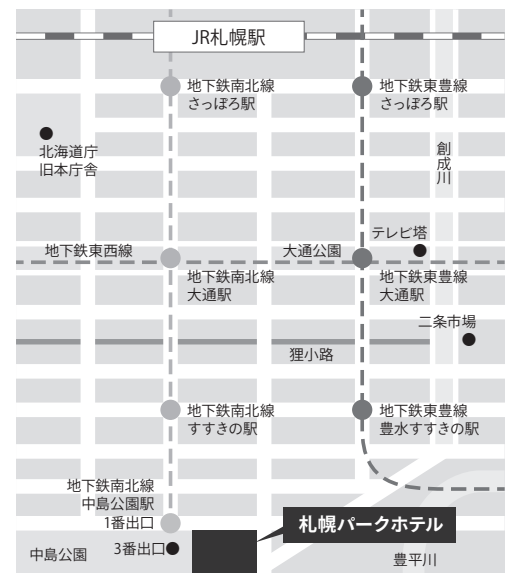 JR札幌駅
地下鉄南北線
さっぽろ駅
地下鉄東豊線
さっぽろ駅
北海道庁
旧本庁舎
創成川
テレビ塔
地下鉄東西線
大通公園
地下鉄南北線
大通駅
地下鉄東豊線
大通駅
二条市場
狸小路
地下鉄南北線
すすきの駅
地下鉄東豊線
豊水すすきの駅
地下鉄南北線
中島公園駅
1番出口
札幌パークホテル
中島公園
3番出口
豊平川